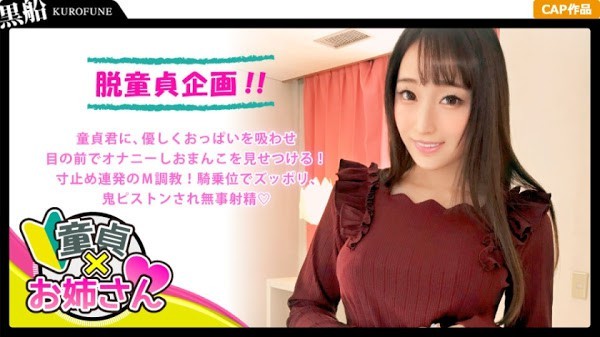 黒船 KUROFUNE
CAP作品
脱童貞企画!!
童貞君に、優しくおっぱいを吸わせ
目の前でオナニーしおまんこを見せつける!
寸止め連発のM調教!騎乗位でズッポリ、
鬼ピストンされ無事射精♡
童貞
×
お姉さん